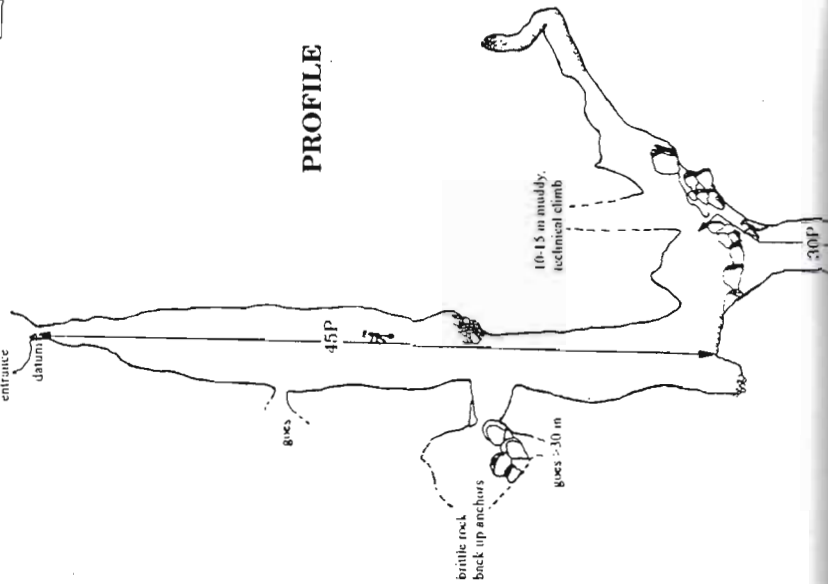 entrance
datum
PROFILE
45P
goes
10-15 m muddy,
technical climb
brittle rock
back up anchors
goes >30 m
30P